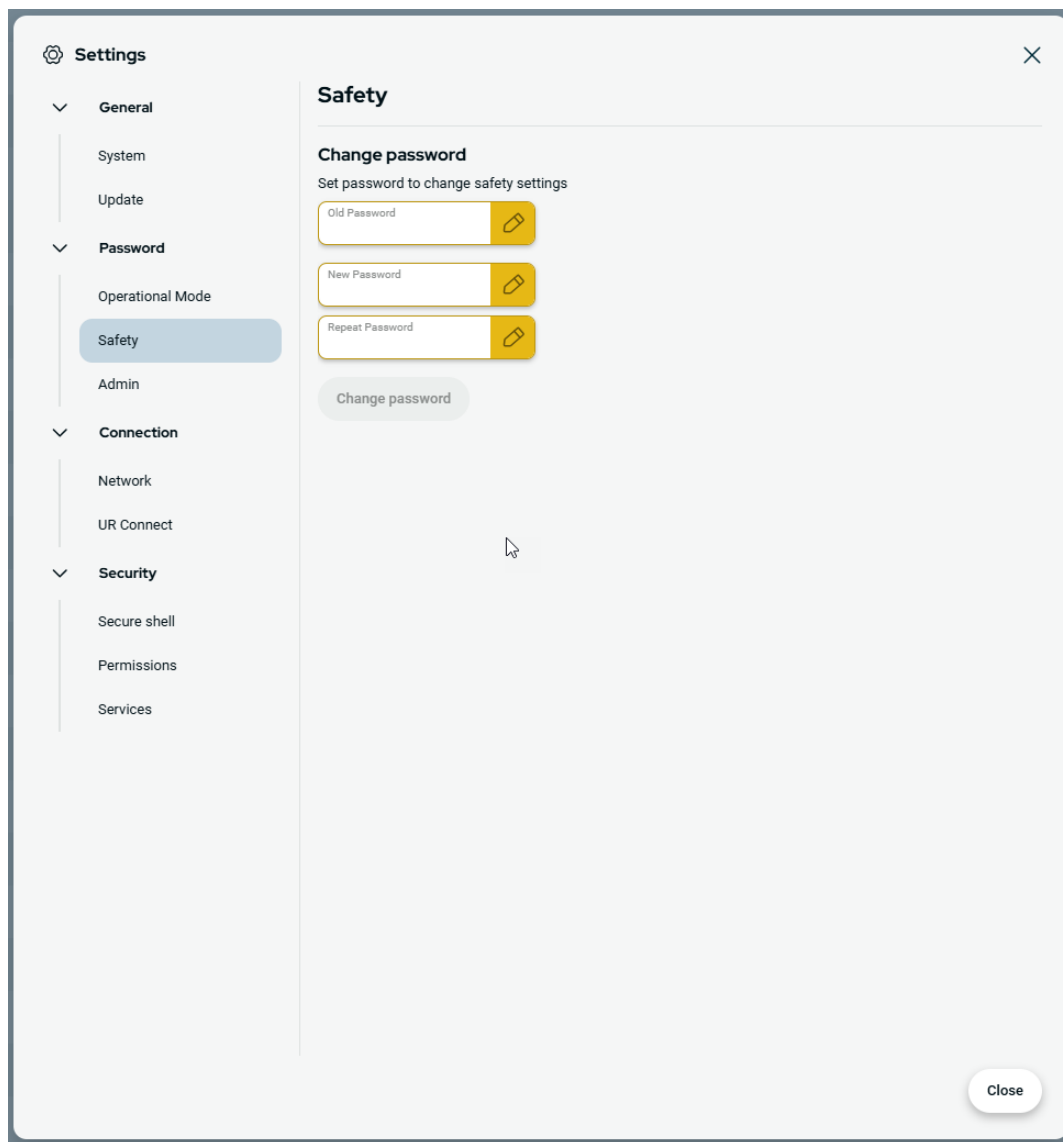 Settings
General
System
Update
Password
Operational Mode
Safety
Admin
Connection
Network
UR Connect
Security
Secure shell
Permissions
Services
Safety
Change password
Set password to change safety settings
Old Password
New Password
Repeat Password
Change password
Close